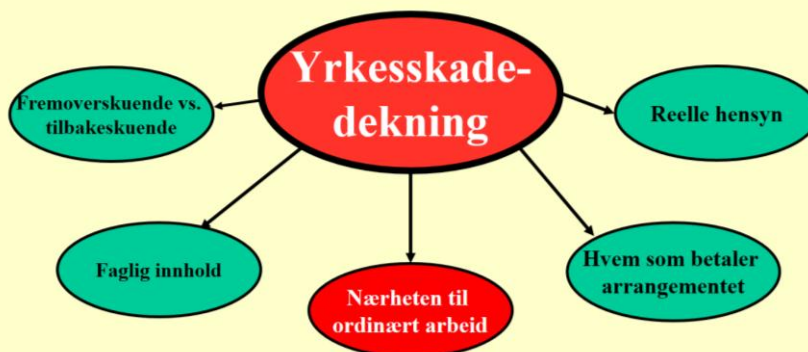 Yrkesskade-
dekning
Fremoverskuende vs.
tilbakeskuende
Reelle hensyn
Faglig innhold
Hvem som betaler
arrangementet
Nærheten til
ordinært arbeid